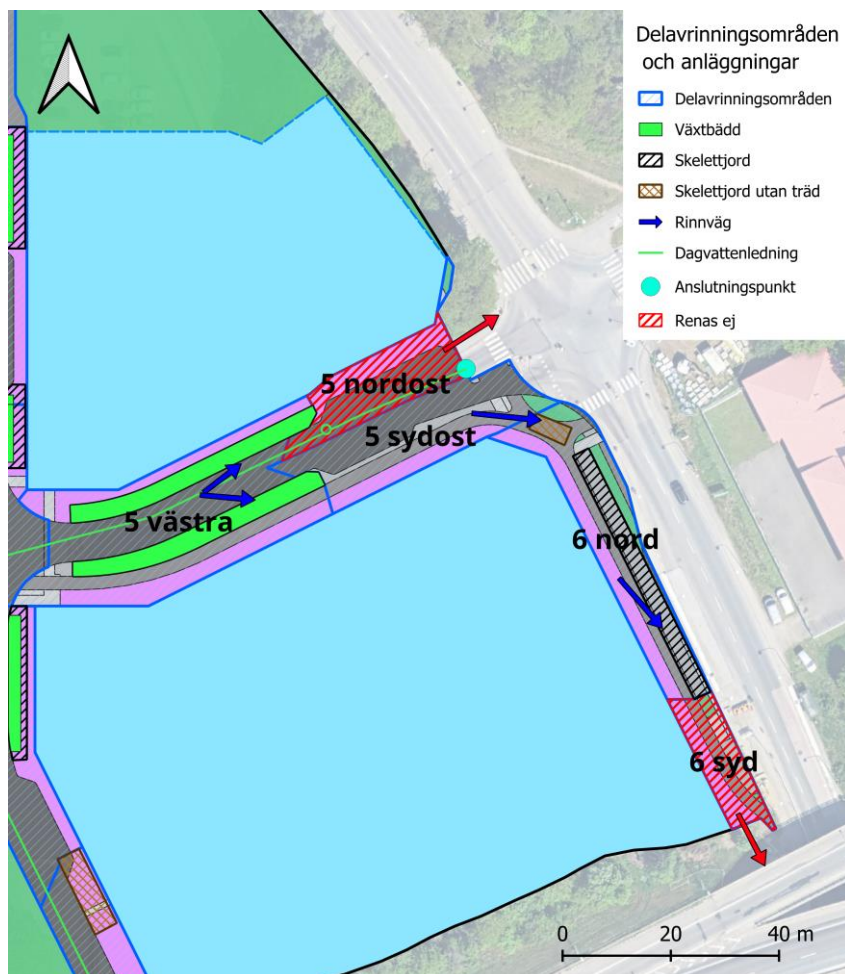 Delavrinningsområden
och anläggningar
Delavrinningsområden
Växtbädd
Skelettjord
Skelettjord utan träd
Rinnväg
Dagvattenledning
Anslutningspunkt
Renas ej
5 nordost
5 sydost
5 västra
6 nord
6 syd
0 20 40 m